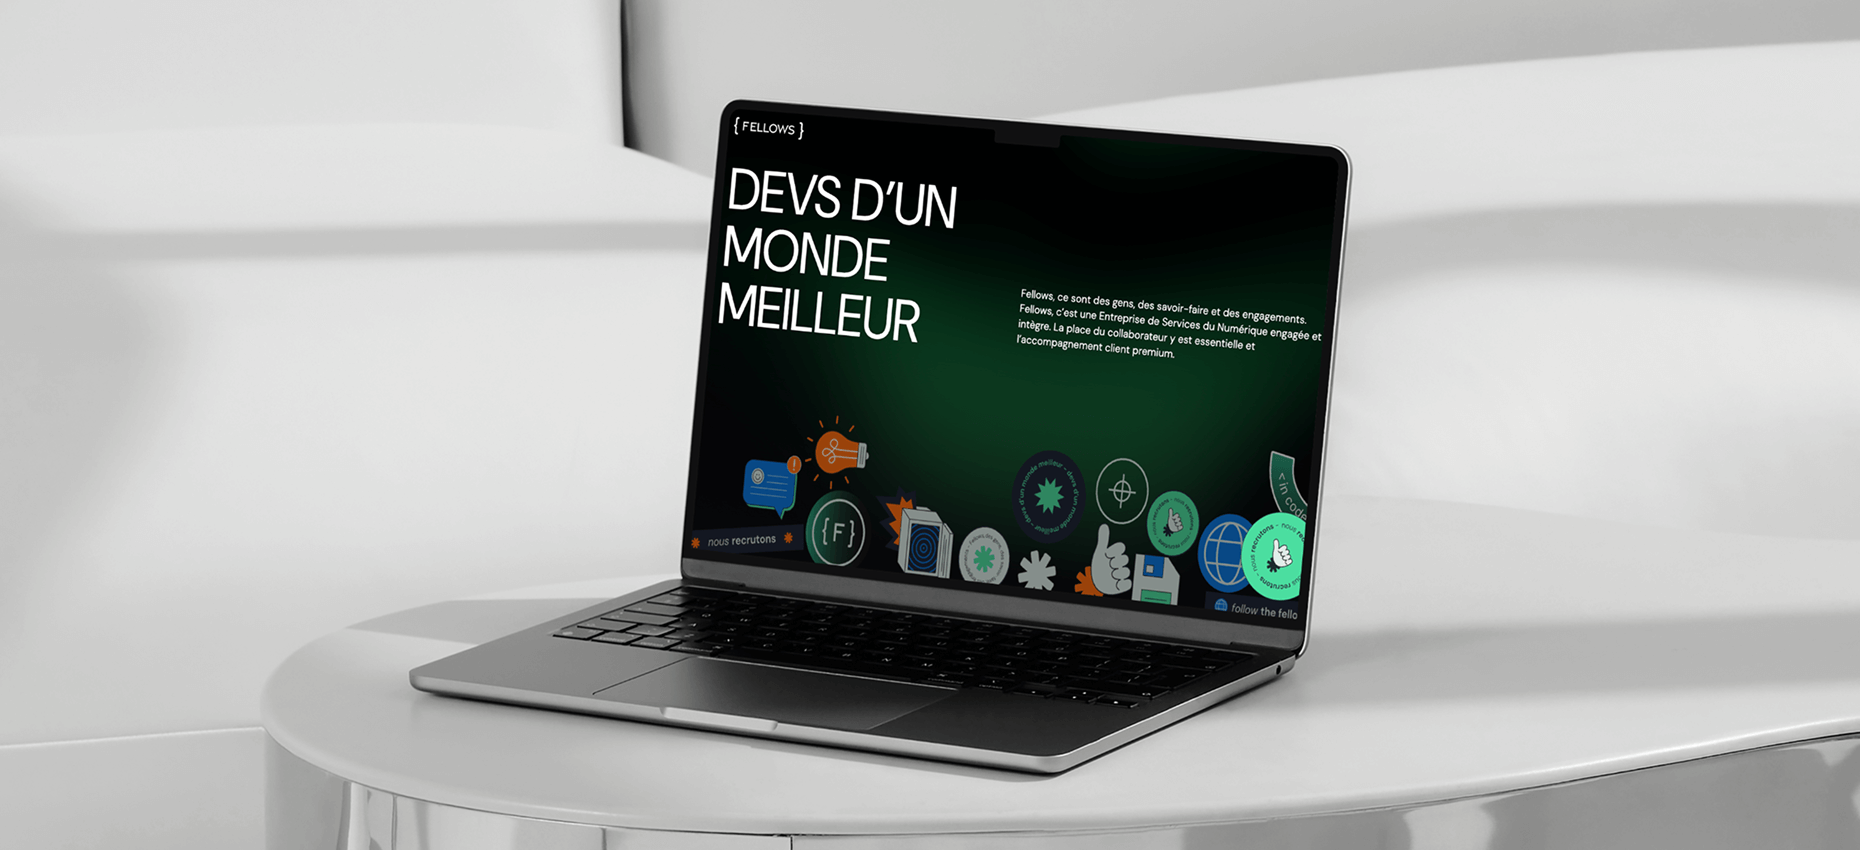 { FELLOWS }
DEVS D’UN
MONDE
MEILLEUR
Fellows, ce sont des gens, des savoir-faire et des engagements.
Fellows, c’est une Entreprise de Services du Numérique engagée et
intègre. La place du collaborateur y est essentielle et
l’accompagnement client premium.
< in code
devs d’un monde meilleur - devs d’un monde meilleur -
{F}
nous recrutons
nous recrutons - nous recrutons
follow the fello